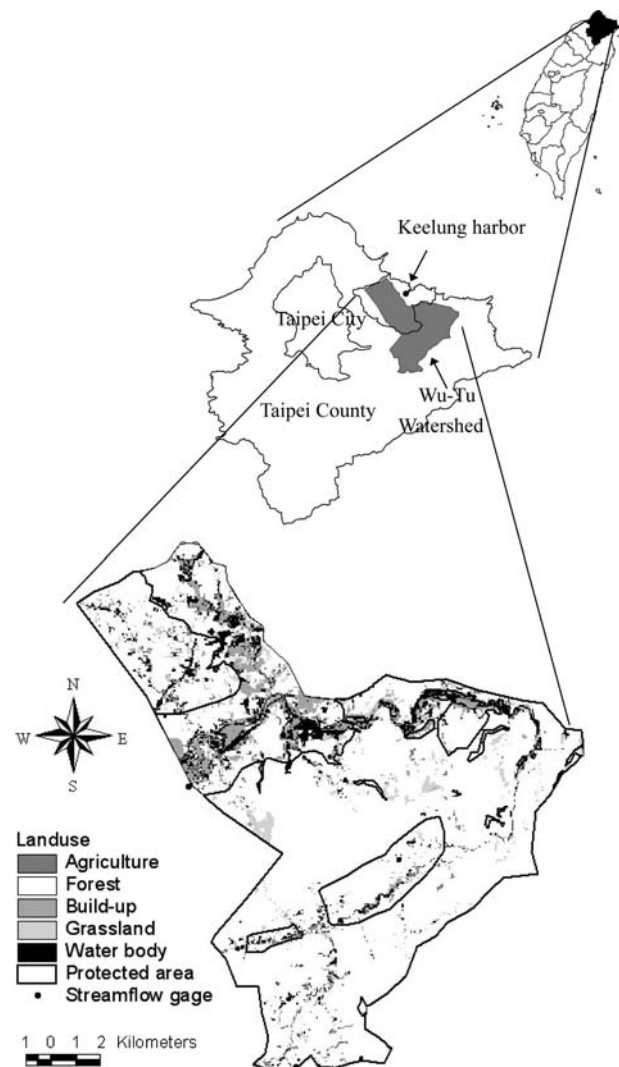 Keelung harbor
Taipei City
Wu-Tu
Watershed
Taipei County
N
W E
S
Landuse
Agriculture
Forest
Build-up
Grassland
Water body
Protected area
Streamflow gage
1 0 1 2 Kilometers